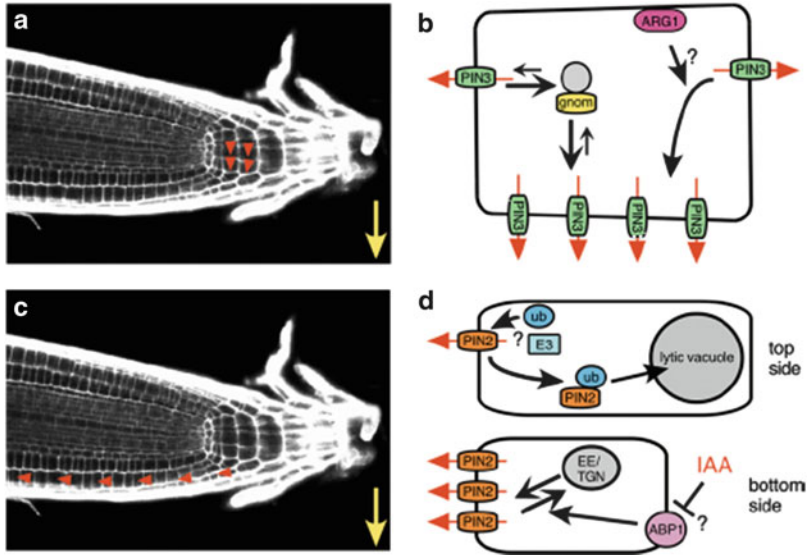 a
b
ARG1
?
PIN3
gnom
PIN3
PIN3
PIN3
PIN3
PIN3
c
d
ub
PIN2
?
E3
ub
PIN2
lytic vacuole
top
side
PIN2
PIN2
PIN2
EE/
TGN
IAA
ABP1
?
bottom
side